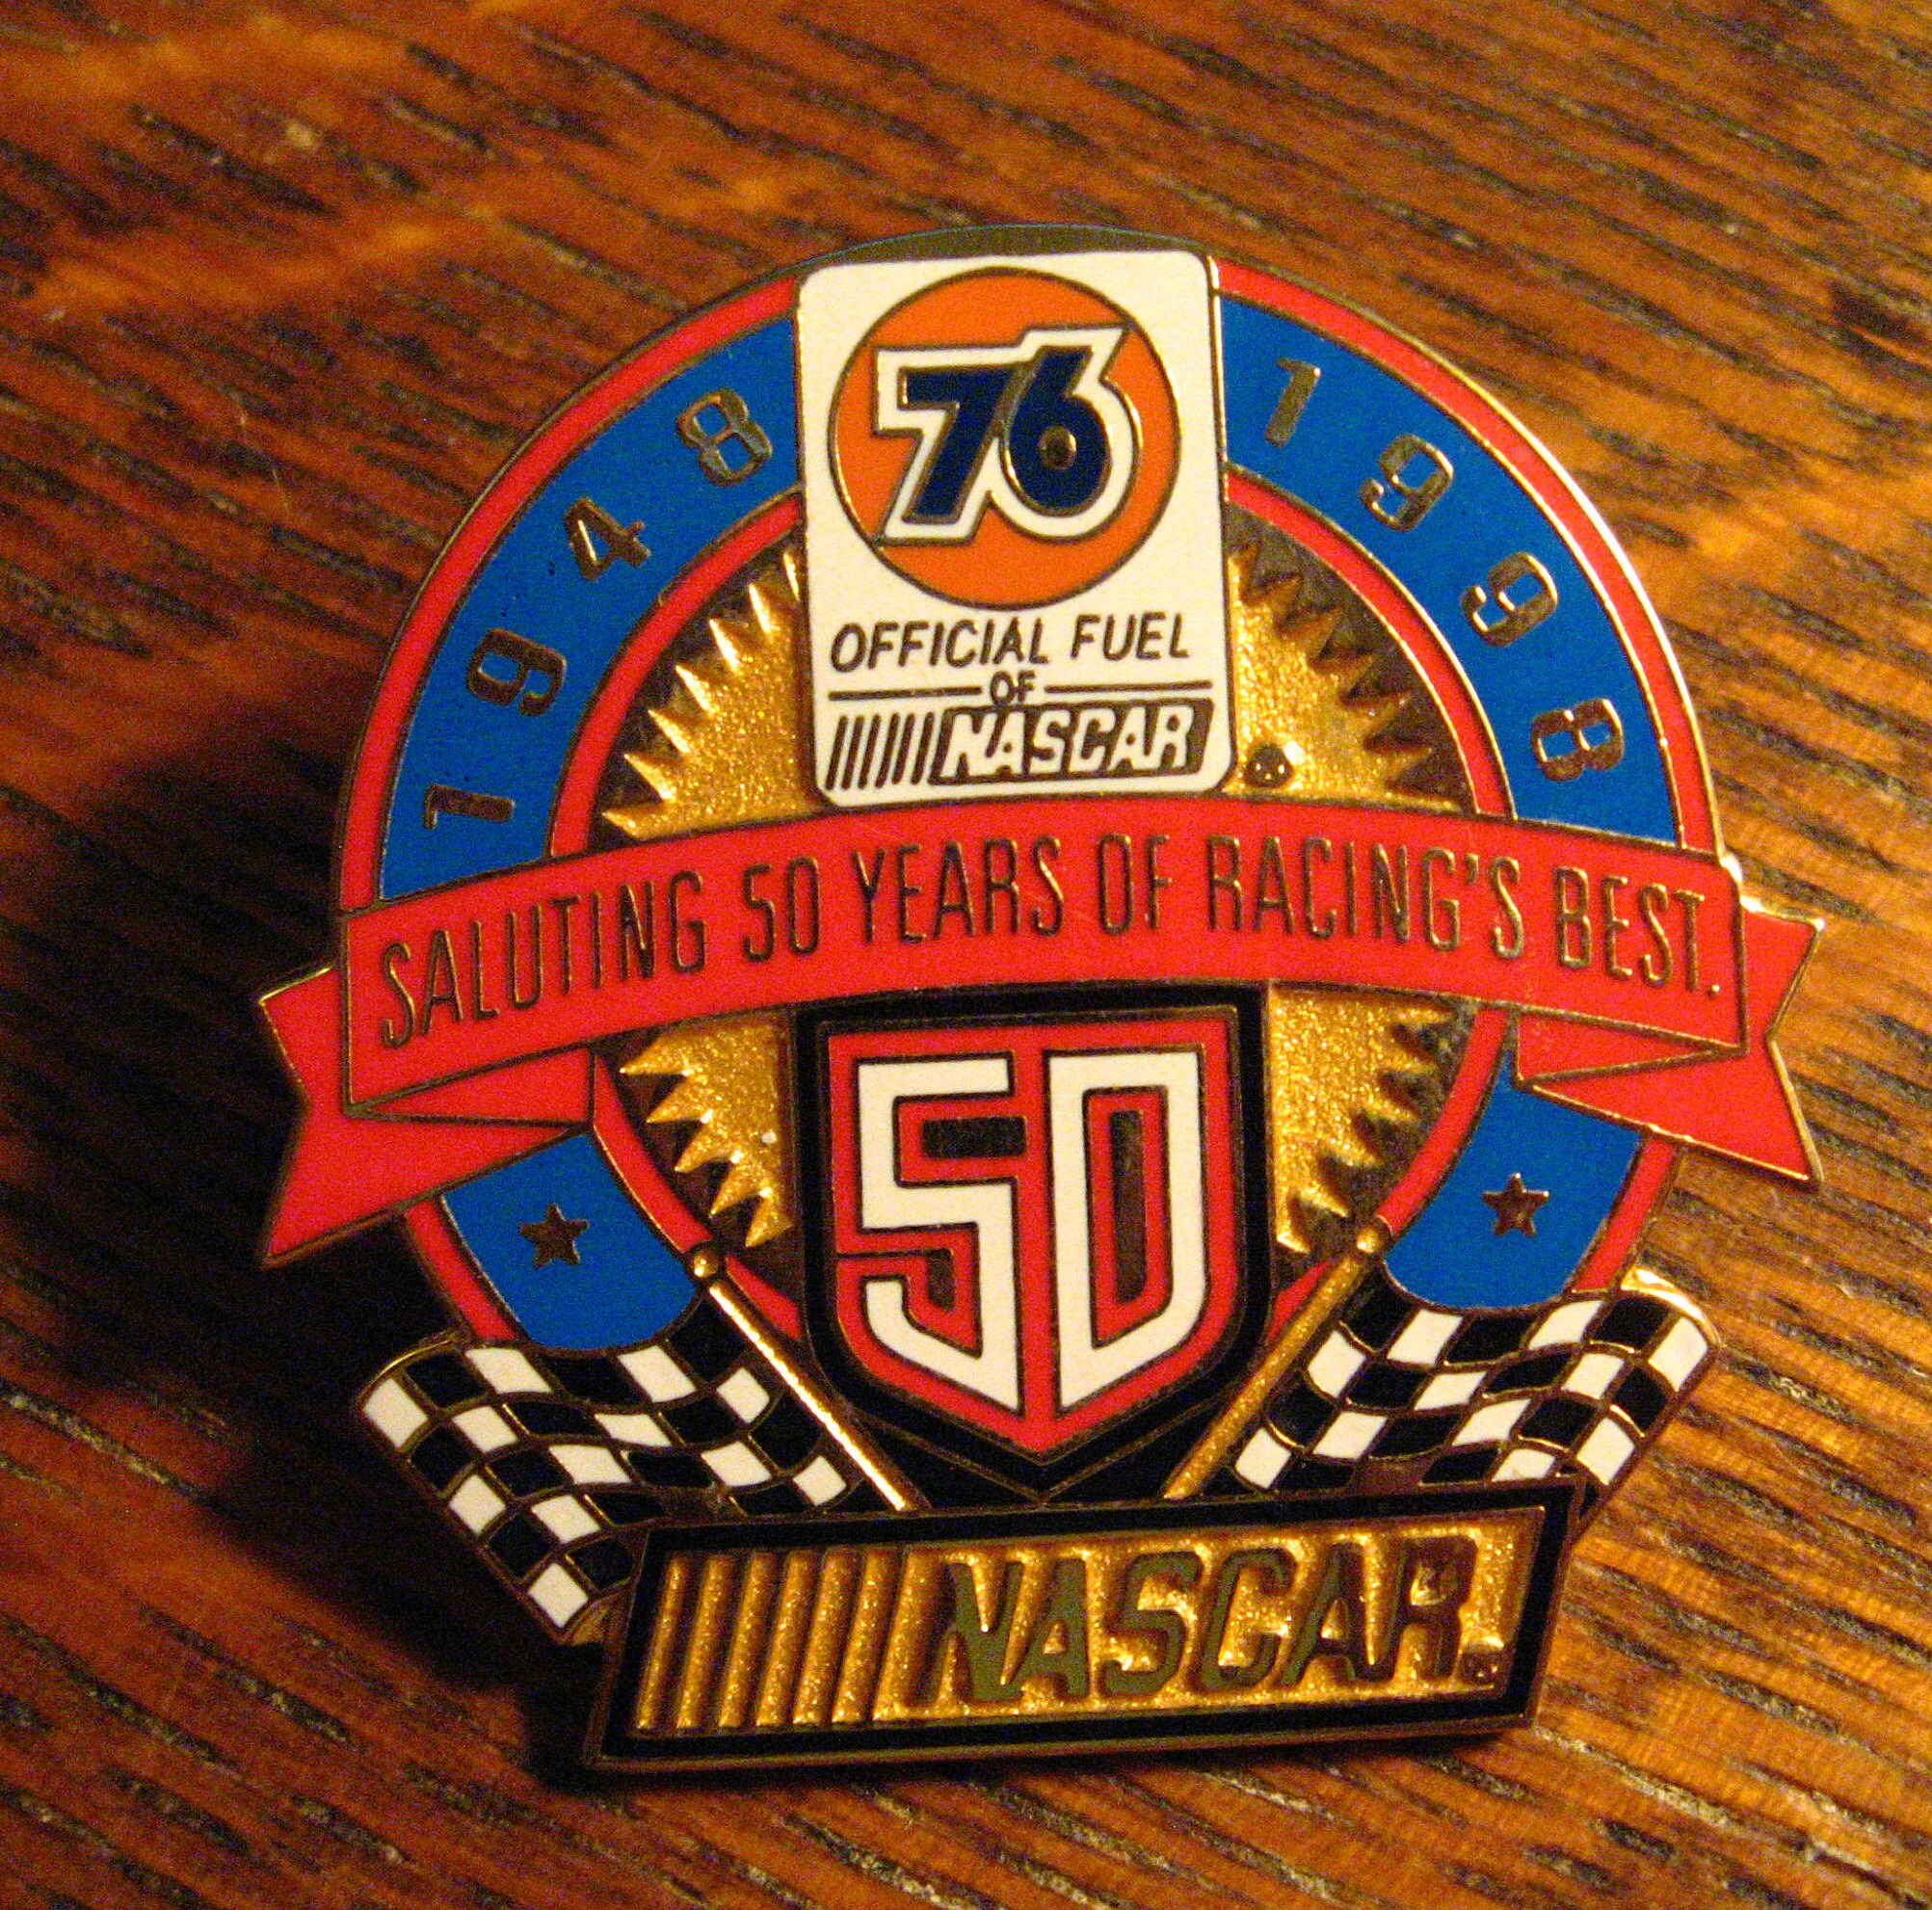 76
OFFICIAL FUEL
OF
NASCAR
1948 1998
SALUTING 50 YEARS OF RACING'S BEST.
50
NASCAR®